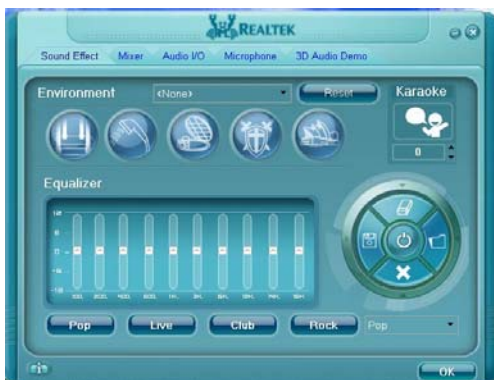 REALTEK
Sound Effect Mixer Audio I/O Microphone 3D Audio Demo
Environment <None> Reset Karaoke
0
Equalizer
Pop Live Club Rock Pop
OK